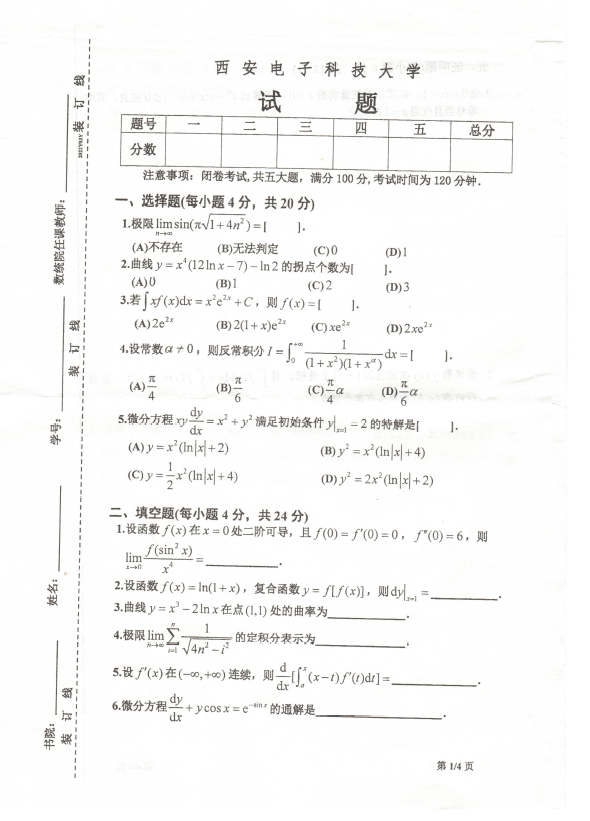 西安电子科技大学
试 题
题号 一 二 三 四 五 总分
分数
注意事项：闭卷考试,共五大题，满分100分,考试时间为120分钟.
一、选择题(每小题4分，共20分)
1.极限 lim_{n→∞} sin(π√(1+4n²)) = [ ].
(A)不存在 (B)无法判定 (C)0 (D)1
2.曲线 y = x⁴(12ln x − 7) − ln 2 的拐点个数为[ ].
(A)0 (B)1 (C)2 (D)3
3.若 ∫xf(x)dx = x²e^{2x} + C，则 f(x) = [ ].
(A) 2e^{2x} (B) 2(1+x)e^{2x} (C) xe^{2x} (D) 2xe^{2x}
4.设常数 α ≠ 0，则反常积分 I = ∫_0^{+∞} 1/((1+x²)(1+x^α)) dx = [ ].
(A) π/4 (B) π/6 (C) π/4 α (D) π/6 α
5.微分方程 xy dy/dx = x² + y² 满足初始条件 y|_{x=1} = 2 的特解是[ ].
(A) y = x²(ln|x| + 2) (B) y² = x²(ln|x| + 4)
(C) y = 1/2 x²(ln|x| + 4) (D) y² = 2x²(ln|x| + 2)
二、填空题(每小题4分，共24分)
1.设函数 f(x) 在 x = 0 处二阶可导，且 f(0) = f′(0) = 0，f″(0) = 6，则
lim_{x→0} f(sin² x)/x⁴ = ________.
2.设函数 f(x) = ln(1+x)，复合函数 y = f[f(x)]，则 dy|_{x=1} = ________.
3.曲线 y = x³ − 2ln x 在点 (1,1) 处的曲率为________.
4.极限 lim_{n→∞} ∑_{i=1}^{n} 1/√(4n² − i²) 的定积分表示为________.
5.设 f′(x) 在 (−∞,+∞) 连续，则 d/dx[∫_a^x (x−t)f′(t)dt] = ________.
6.微分方程 dy/dx + y cos x = e^{−sin x} 的通解是________
第 1/4 页
数统院任课教师：
学号：
姓名：
书院：
装 订 线
装 订 线
装 订 线